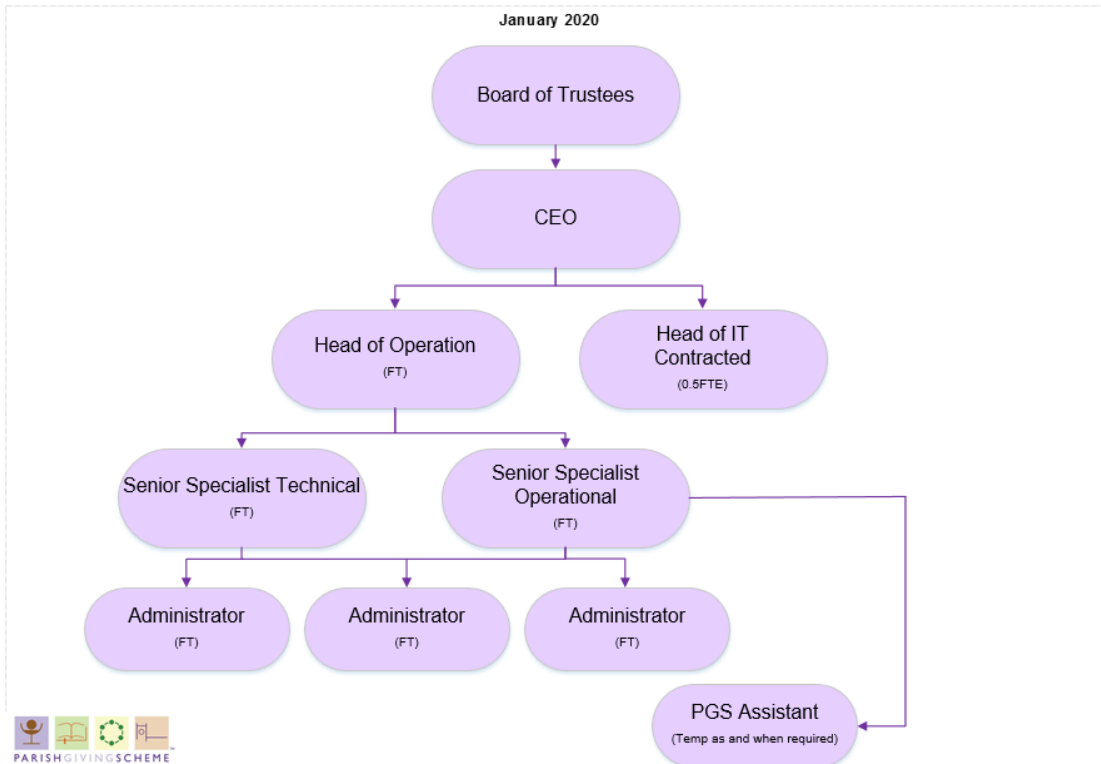 January 2020
Board of Trustees
CEO
Head of Operation
(FT)
Head of IT
Contracted
(0.5FTE)
Senior Specialist Technical
(FT)
Senior Specialist
Operational
(FT)
Administrator
(FT)
Administrator
(FT)
Administrator
(FT)
PGS Assistant
(Temp as and when required)
PARISHGIVINGSCHEME